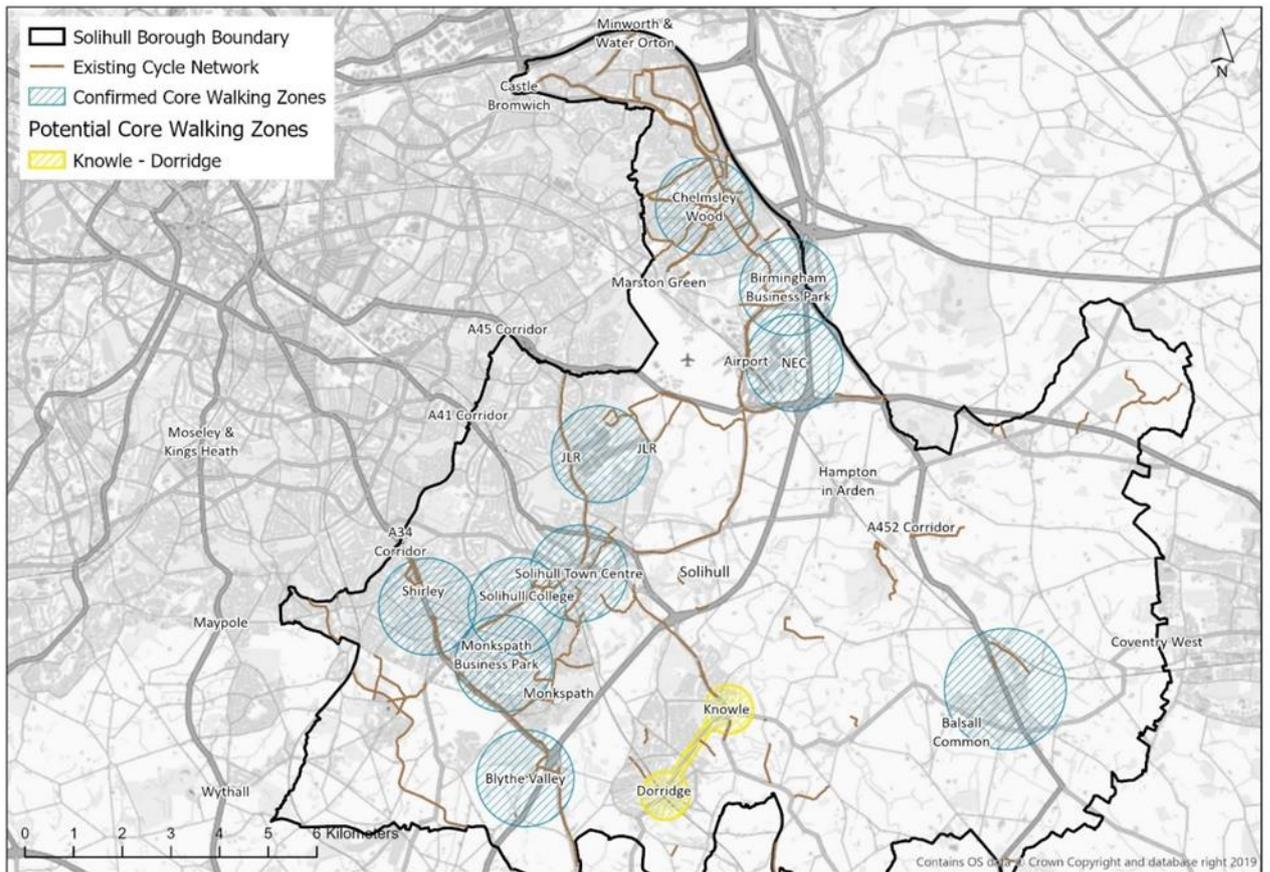 Solihull Borough Boundary
Existing Cycle Network
Confirmed Core Walking Zones
Potential Core Walking Zones
Knowle - Dorridge
Minworth &
Water Orton
N
Castle
Bromwich
Chelmsley
Wood
Marston Green
Birmingham
Business Park
A45 Corridor
Airport
NEC
A41 Corridor
Moseley &
Kings Heath
JLR
JLR
Hampton
in Arden
A452 Corridor
A34
Corridor
Solihull Town Centre
Solihull
Shirley
Solihull College
Maypole
Monkspath
Business Park
Coventry West
Monkspath
Knowle
Balsall
Common
Blythe Valley
Dorridge
Wythall
0 1 2 3 4 5 6 Kilometers
Contains OS data © Crown Copyright and database right 2019